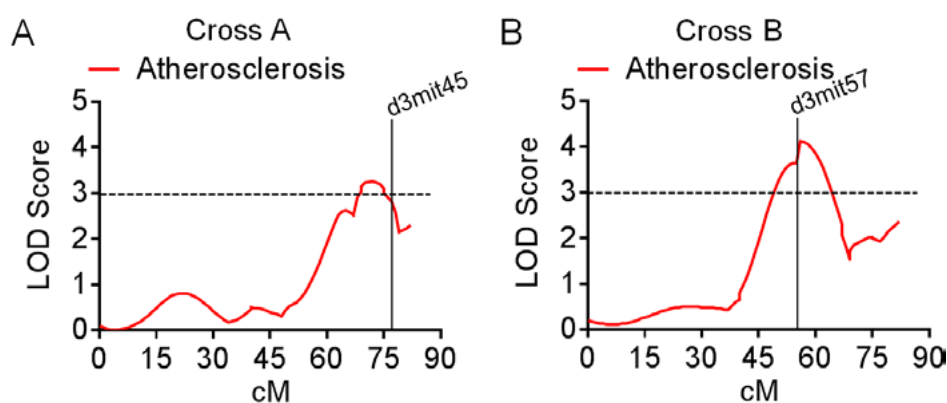 A
Cross A
Atherosclerosis
d3mit45
5
4
3
2
1
0
LOD Score
0 15 30 45 60 75 90
cM
B
Cross B
Atherosclerosis
d3mit57
5
4
3
2
1
0
LOD Score
0 15 30 45 60 75 90
cM